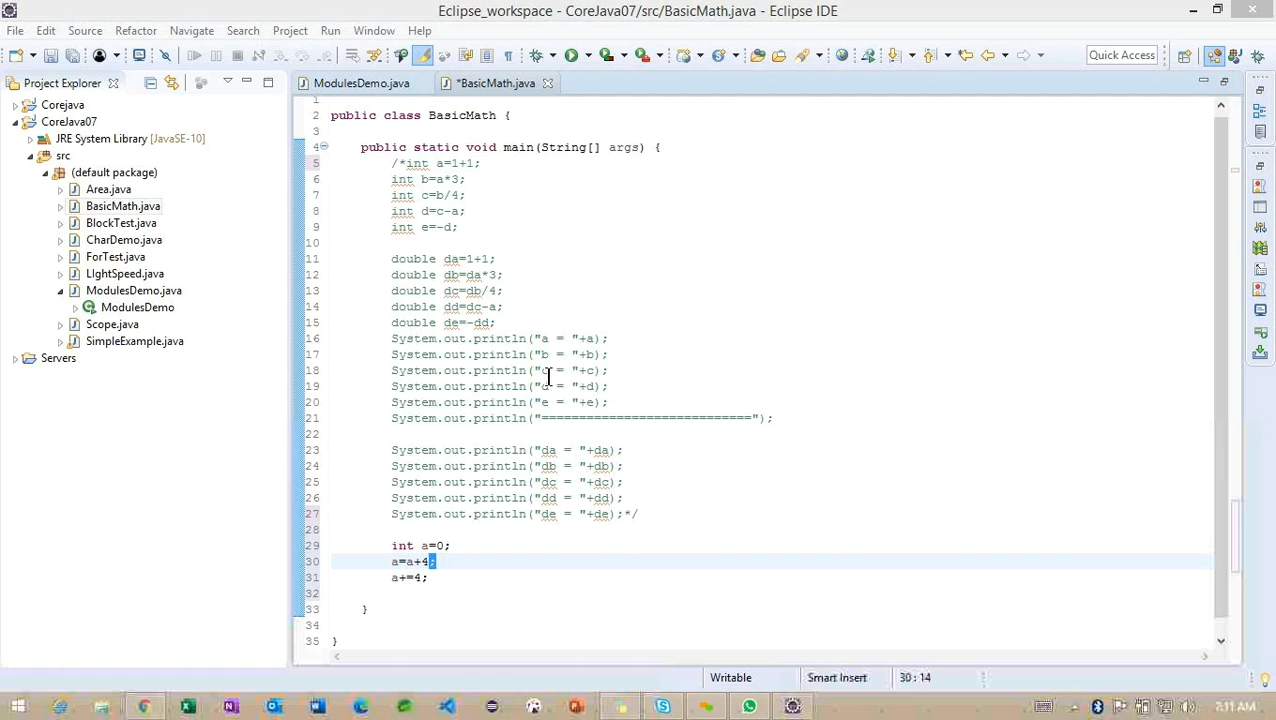 Eclipse_workspace - CoreJava07/src/BasicMath.java - Eclipse IDE
File Edit Source Refactor Navigate Search Project Run Window Help
Quick Access
Project Explorer
ModulesDemo.java
*BasicMath.java
Corejava
CoreJava07
JRE System Library [JavaSE-10]
src
(default package)
Area.java
BasicMath.java
BlockTest.java
CharDemo.java
ForTest.java
LIghtSpeed.java
ModulesDemo.java
ModulesDemo
Scope.java
SimpleExample.java
Servers
1
2 public class BasicMath {
3
4 public static void main(String[] args) {
5 /*int a=1+1;
6 int b=a*3;
7 int c=b/4;
8 int d=c-a;
9 int e=-d;
10
11 double da=1+1;
12 double db=da*3;
13 double dc=db/4;
14 double dd=dc-a;
15 double de=-dd;
16 System.out.println("a = "+a);
17 System.out.println("b = "+b);
18 System.out.println("c = "+c);
19 System.out.println("d = "+d);
20 System.out.println("e = "+e);
21 System.out.println("============================");
22
23 System.out.println("da = "+da);
24 System.out.println("db = "+db);
25 System.out.println("dc = "+dc);
26 System.out.println("dd = "+dd);
27 System.out.println("de = "+de);*/
28
29 int a=0;
30 a=a+4;
31 a+=4;
32
33 }
34
35 }
Writable
Smart Insert
30:14
7:11 AM